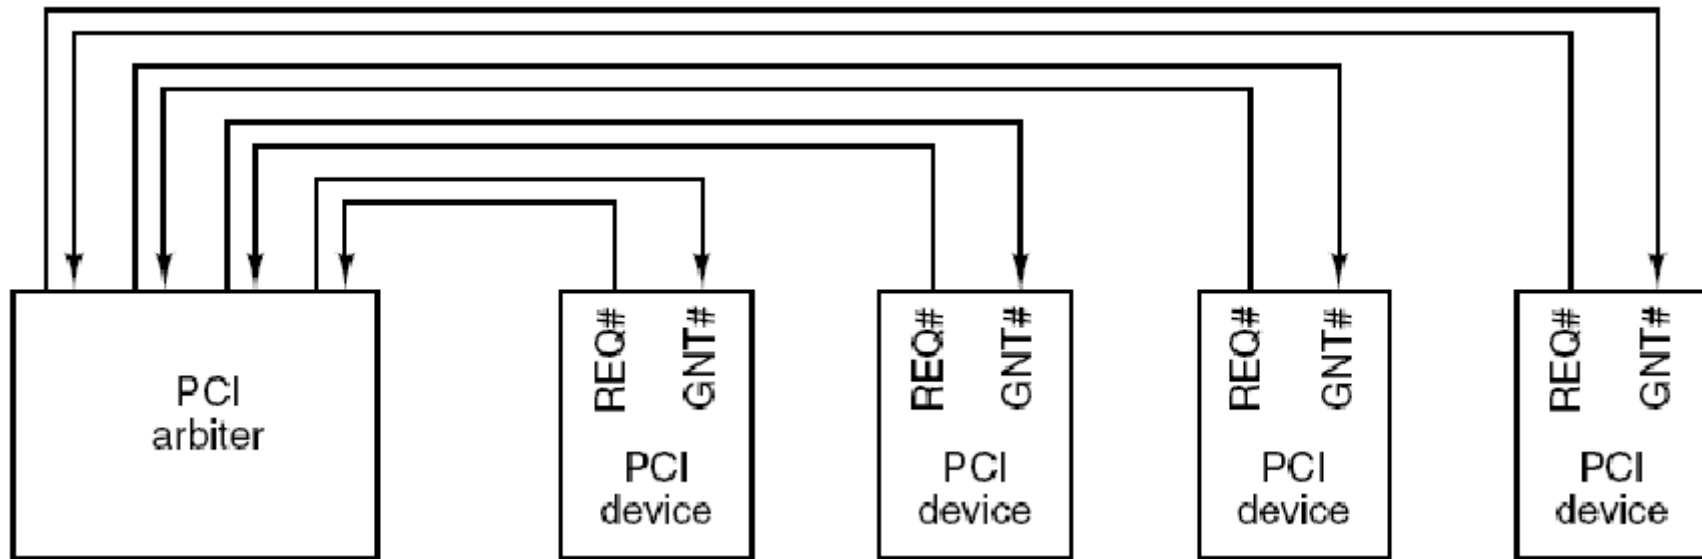 PCI
arbiter
REQ#
GNT#
PCI
device
REQ#
GNT#
PCI
device
REQ#
GNT#
PCI
device
REQ#
GNT#
PCI
device